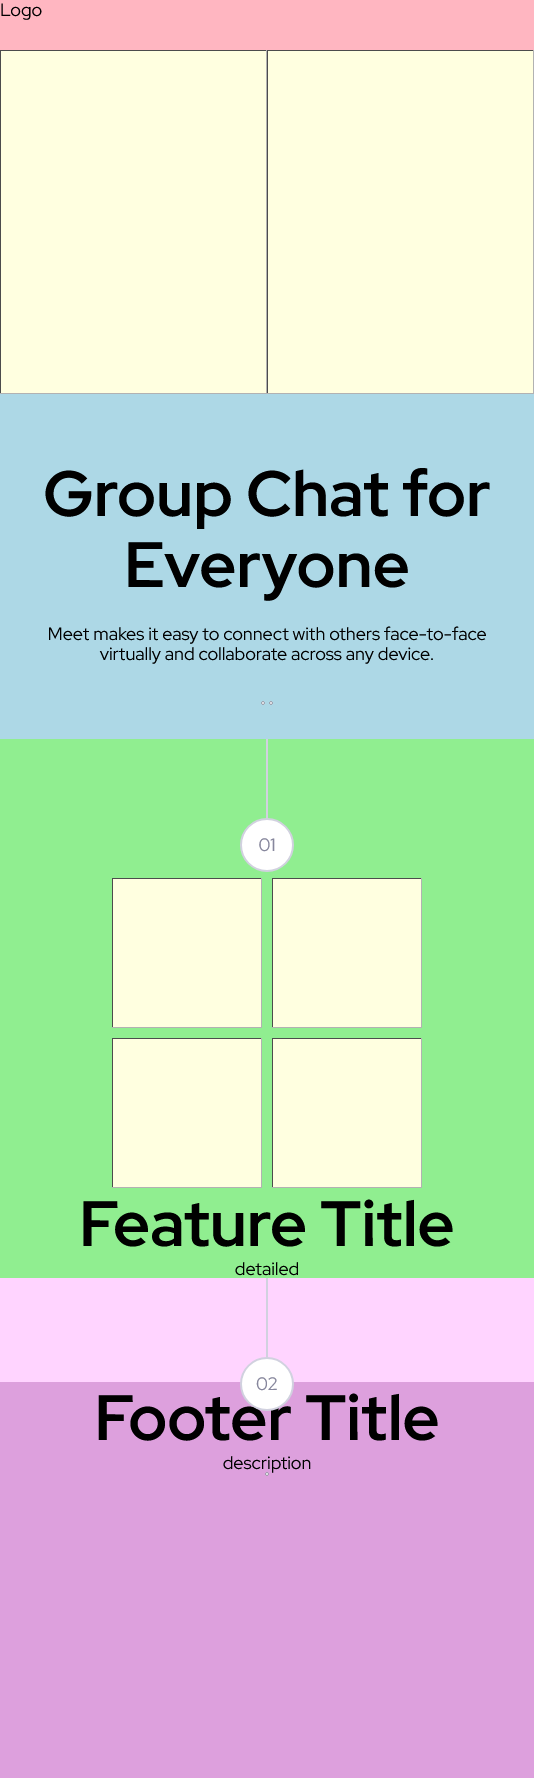 Logo
Group Chat for
Everyone
Meet makes it easy to connect with others face-to-face
virtually and collaborate across any device.
01
Feature Title
detailed
02
Footer Title
description